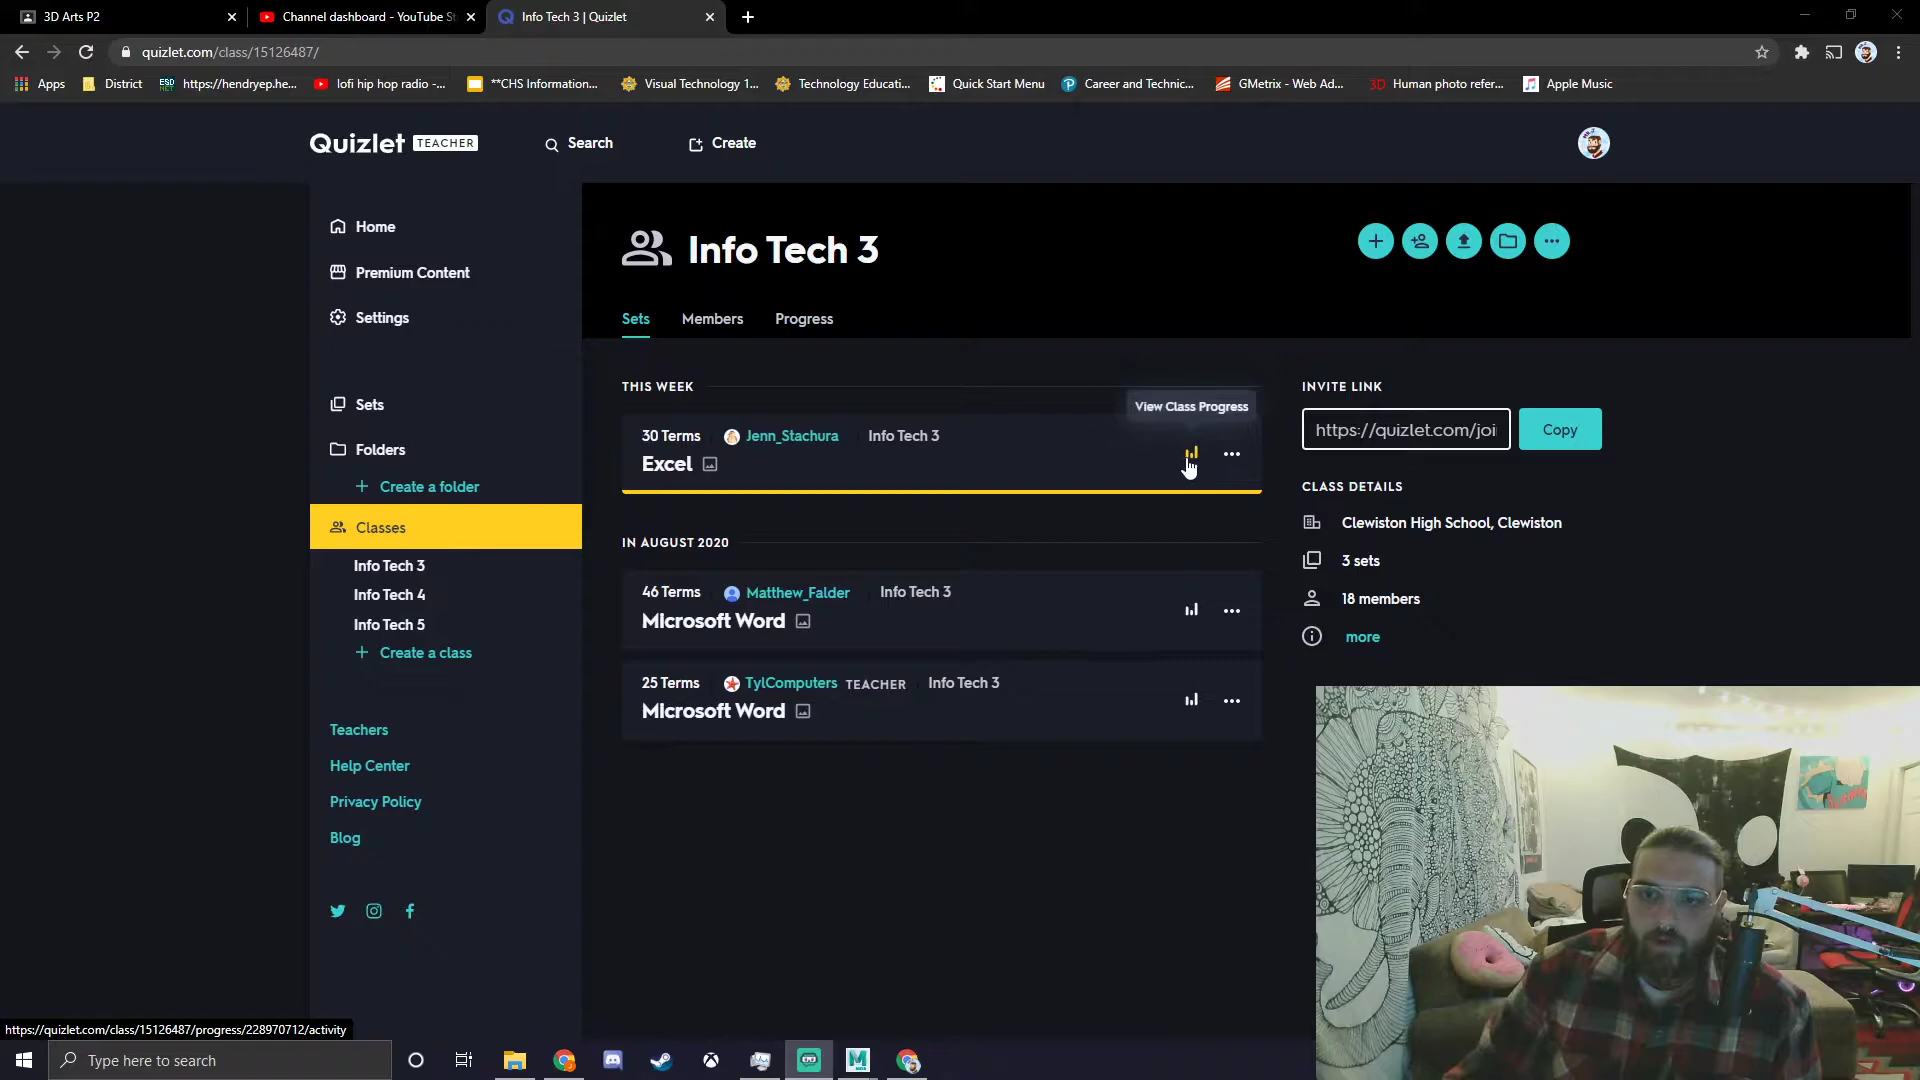 3D Arts P2
Channel dashboard - YouTube St
Info Tech 3 | Quizlet
quizlet.com/class/15126487/
Apps
District
https://hendryep.he...
lofi hip hop radio -...
**CHS Information...
Visual Technology 1...
Technology Educati...
Quick Start Menu
Career and Technic...
GMetrix - Web Ad...
3D Human photo refer...
Apple Music
Quizlet TEACHER
Search
Create
Home
Premium Content
Settings
Sets
Folders
+ Create a folder
Classes
Info Tech 3
Info Tech 4
Info Tech 5
+ Create a class
Teachers
Help Center
Privacy Policy
Blog
Info Tech 3
Sets Members Progress
THIS WEEK
View Class Progress
30 Terms Jenn_Stachura Info Tech 3
Excel
IN AUGUST 2020
46 Terms Matthew_Falder Info Tech 3
Microsoft Word
25 Terms TylComputers TEACHER Info Tech 3
Microsoft Word
INVITE LINK
https://quizlet.com/joi
Copy
CLASS DETAILS
Clewiston High School, Clewiston
3 sets
18 members
more
https://quizlet.com/class/15126487/progress/228970712/activity
Type here to search